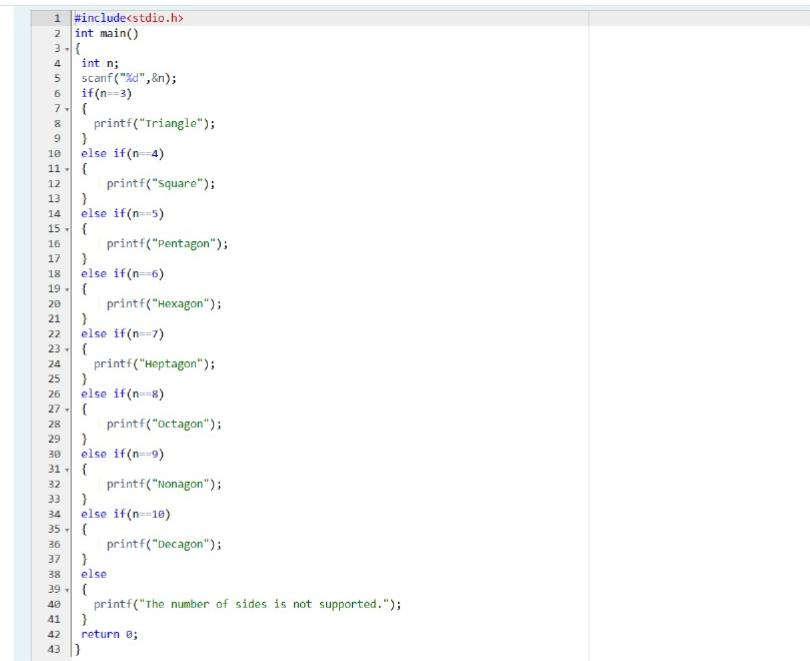 1 #include<stdio.h>
2 int main()
3 {
4 int n;
5 scanf("%d",&n);
6 if(n==3)
7 {
8 printf("Triangle");
9 }
10 else if(n==4)
11 {
12 printf("Square");
13 }
14 else if(n==5)
15 {
16 printf("Pentagon");
17 }
18 else if(n==6)
19 {
20 printf("Hexagon");
21 }
22 else if(n==7)
23 {
24 printf("Heptagon");
25 }
26 else if(n==8)
27 {
28 printf("Octagon");
29 }
30 else if(n==9)
31 {
32 printf("Nonagon");
33 }
34 else if(n==10)
35 {
36 printf("Decagon");
37 }
38 else
39 {
40 printf("The number of sides is not supported.");
41 }
42 return 0;
43 }